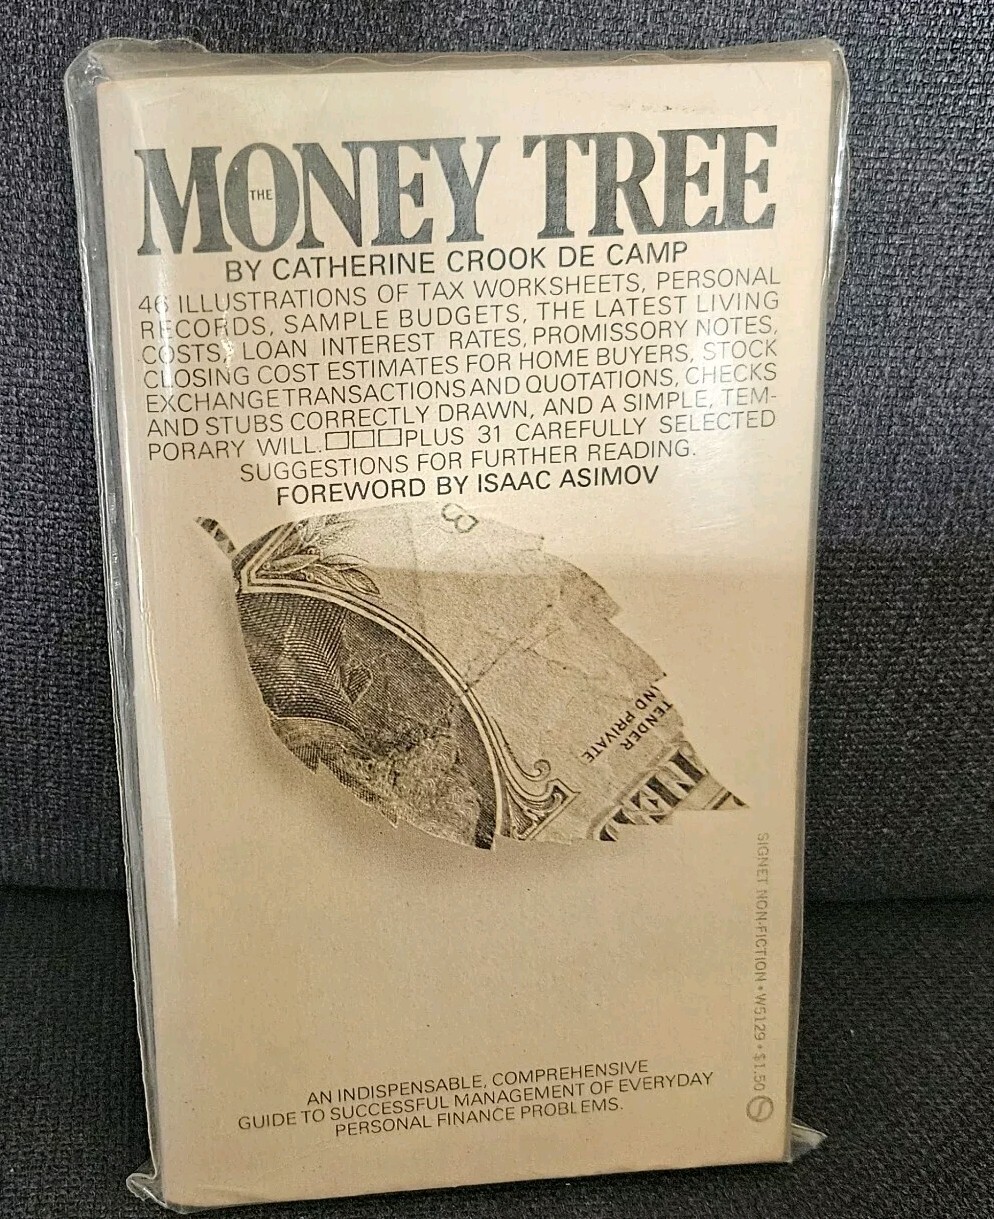 THE
MONEY TREE
BY CATHERINE CROOK DE CAMP
46 ILLUSTRATIONS OF TAX WORKSHEETS, PERSONAL
RECORDS, SAMPLE BUDGETS, THE LATEST LIVING
COSTS, LOAN INTEREST RATES, PROMISSORY NOTES,
CLOSING COST ESTIMATES FOR HOME BUYERS, STOCK
EXCHANGE TRANSACTIONS AND QUOTATIONS, CHECKS
AND STUBS CORRECTLY DRAWN, AND A SIMPLE, TEM-
PORARY WILL. □□□PLUS 31 CAREFULLY SELECTED
SUGGESTIONS FOR FURTHER READING.
FOREWORD BY ISAAC ASIMOV
TENDER
ND PRIVATE
NE
SIGNET NON-FICTION • W5129 • $1.50
AN INDISPENSABLE, COMPREHENSIVE
GUIDE TO SUCCESSFUL MANAGEMENT OF EVERYDAY
PERSONAL FINANCE PROBLEMS.